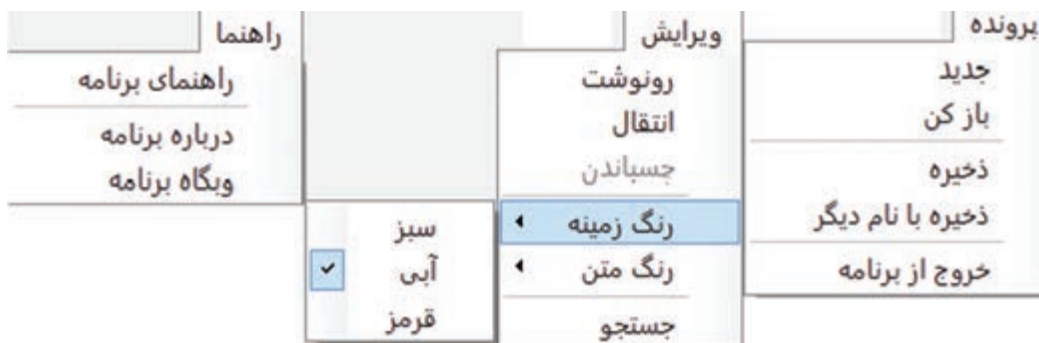 پرونده
جدید
باز کن
ذخیره
ذخیره با نام دیگر
خروج از برنامه
ویرایش
رونوشت
انتقال
چسباندن
رنگ زمینه
رنگ متن
جستجو
سبز
آبی
قرمز
راهنما
راهنمای برنامه
درباره برنامه
وبگاه برنامه